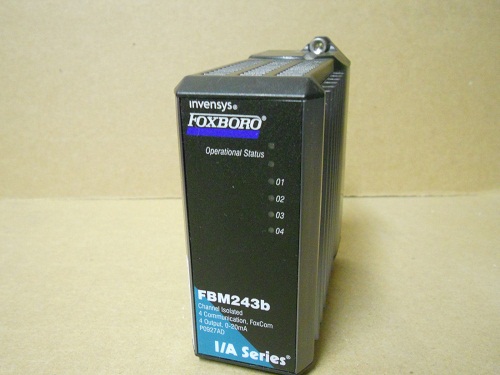 invensys
FOXBORO®
Operational Status
01
02
03
04
FBM243b
Channel Isolated
4 Communication, FoxCom
4 Output, 0-20mA
P0927AD
I/A Series®